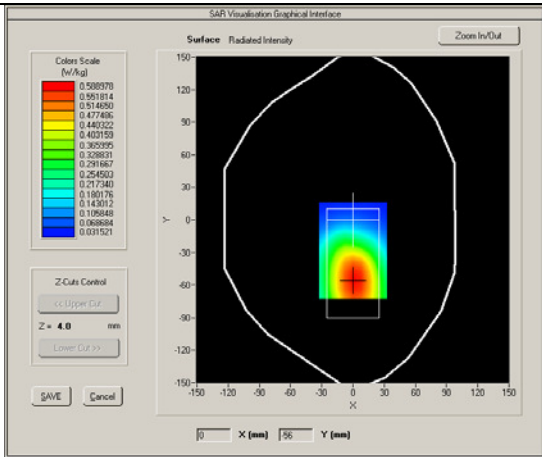 SAR Visualisation Graphical Interface
Surface Radiated Intensity
Zoom In/Out
Colors Scale
(W/kg)
0.588978
0.551814
0.514650
0.477486
0.440322
0.403159
0.365995
0.328831
0.291667
0.254503
0.217340
0.180176
0.143012
0.105848
0.068684
0.031521
Z-Cuts Control
<< Upper Cut
Z = 4.0 mm
Lower Cut >>
SAVE Cancel
150
120
90
60
30
0
-30
-60
-90
-120
-150
Y
-150 -120 -90 -60 -30 0 30 60 90 120 150
X
0 X (mm) -56 Y (mm)